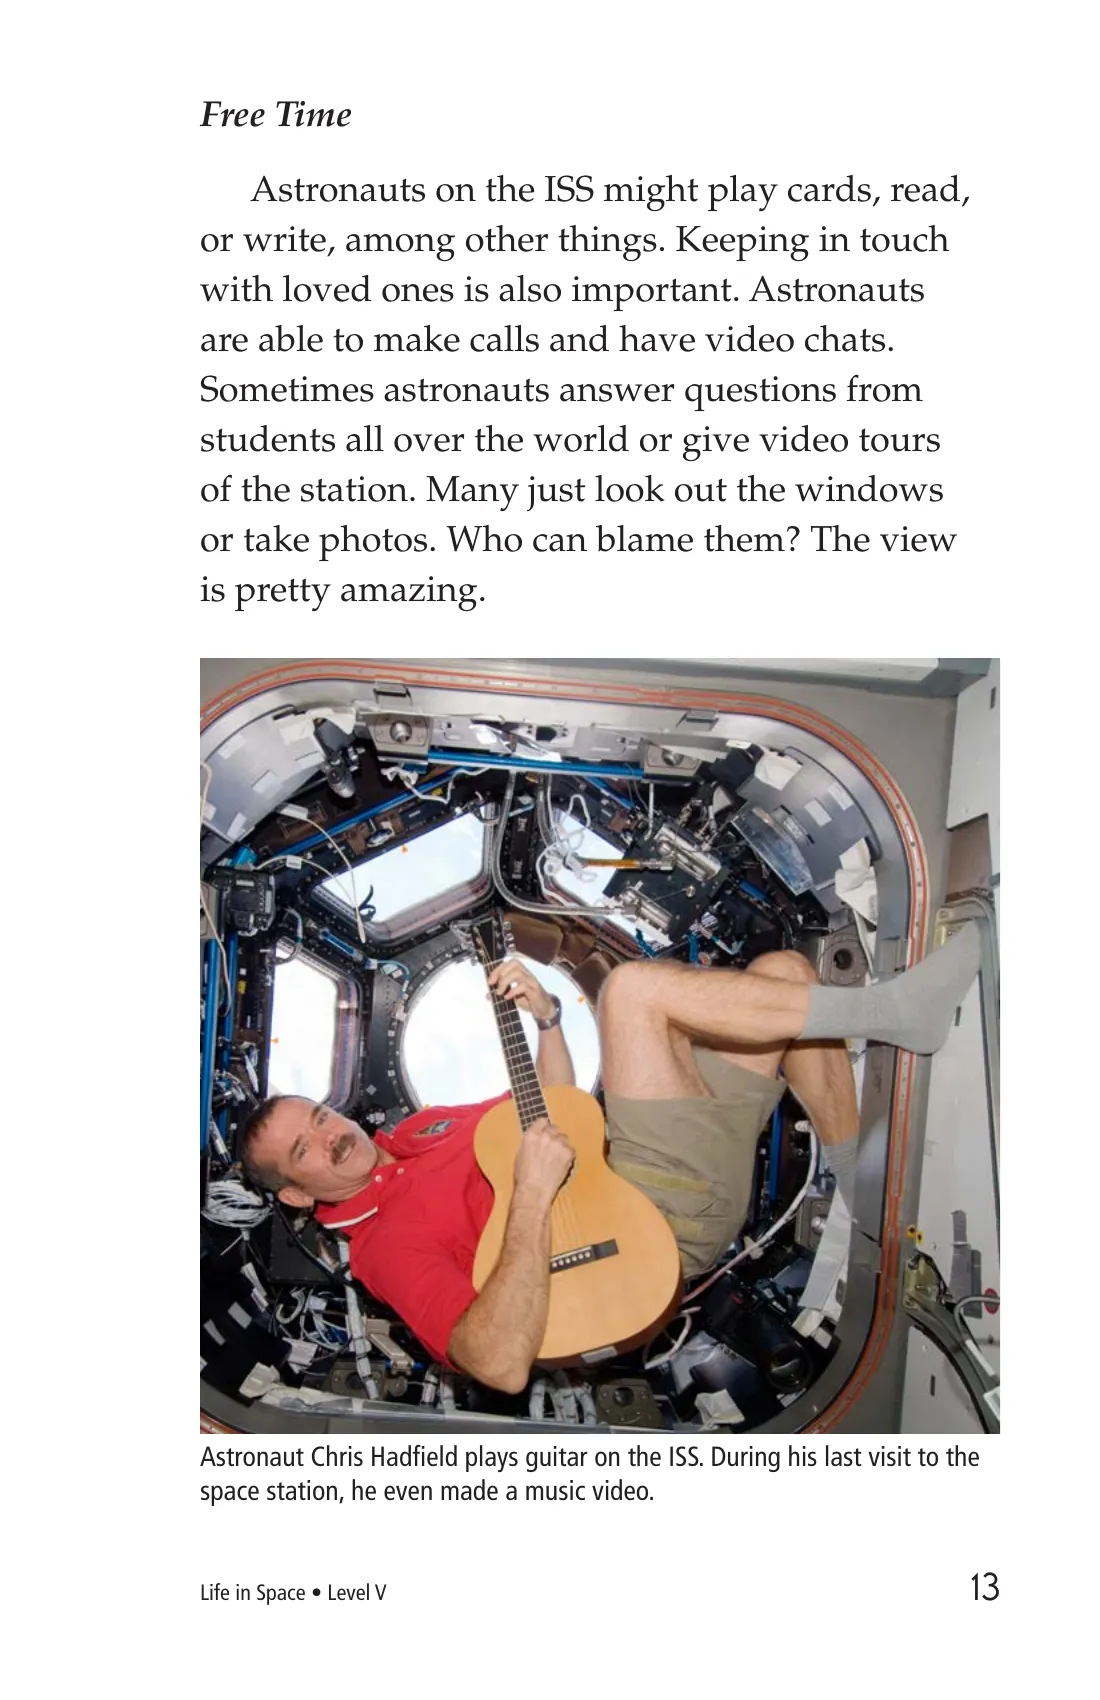 Free Time
Astronauts on the ISS might play cards, read,
or write, among other things. Keeping in touch
with loved ones is also important. Astronauts
are able to make calls and have video chats.
Sometimes astronauts answer questions from
students all over the world or give video tours
of the station. Many just look out the windows
or take photos. Who can blame them? The view
is pretty amazing.
Astronaut Chris Hadfield plays guitar on the ISS. During his last visit to the
space station, he even made a music video.
Life in Space • Level V
13